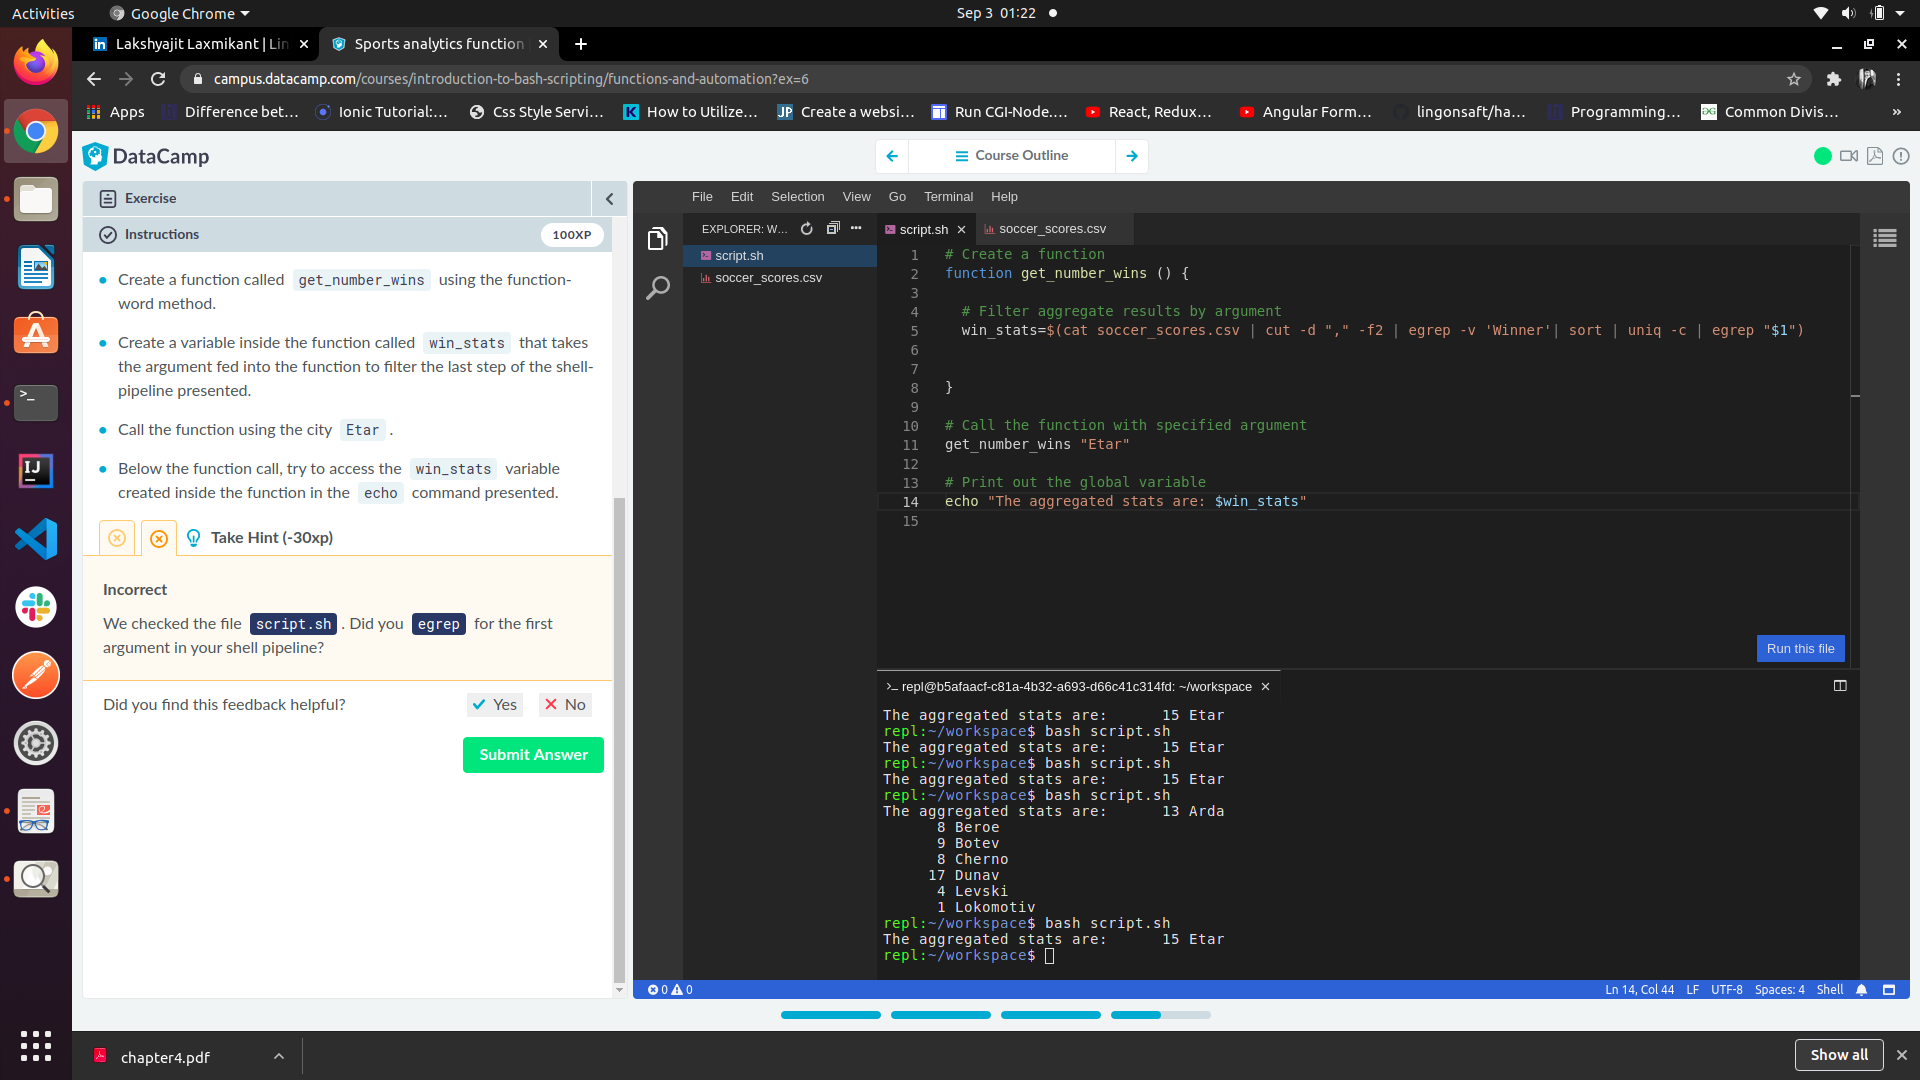 Activities
Google Chrome
Sep 3 01:22
Lakshyajit Laxmikant | Lin
Sports analytics function
campus.datacamp.com/courses/introduction-to-bash-scripting/functions-and-automation?ex=6
Apps
Difference bet…
Ionic Tutorial:…
Css Style Servi…
How to Utilize…
JP
Create a websi…
Run CGI-Node.…
React, Redux…
Angular Form…
lingonsaft/ha…
Programming…
Common Divis…
»
DataCamp
Course Outline
Exercise
Instructions
100XP
Create a function called get_number_wins using the function-
word method.
Create a variable inside the function called win_stats that takes
the argument fed into the function to filter the last step of the shell-
pipeline presented.
Call the function using the city Etar .
Below the function call, try to access the win_stats variable
created inside the function in the echo command presented.
Take Hint (-30xp)
Incorrect
We checked the file script.sh . Did you egrep for the first
argument in your shell pipeline?
Did you find this feedback helpful?
Yes
No
Submit Answer
File Edit Selection View Go Terminal Help
EXPLORER: W...
script.sh
soccer_scores.csv
script.sh
soccer_scores.csv
1 # Create a function
2 function get_number_wins () {
3
4 # Filter aggregate results by argument
5 win_stats=$(cat soccer_scores.csv | cut -d "," -f2 | egrep -v 'Winner'| sort | uniq -c | egrep "$1")
6
7
8 }
9
10 # Call the function with specified argument
11 get_number_wins "Etar"
12
13 # Print out the global variable
14 echo "The aggregated stats are: $win_stats"
15
Run this file
repl@b5afaacf-c81a-4b32-a693-d66c41c314fd: ~/workspace
The aggregated stats are: 15 Etar
repl:~/workspace$ bash script.sh
The aggregated stats are: 15 Etar
repl:~/workspace$ bash script.sh
The aggregated stats are: 15 Etar
repl:~/workspace$ bash script.sh
The aggregated stats are: 13 Arda
8 Beroe
9 Botev
8 Cherno
17 Dunav
4 Levski
1 Lokomotiv
repl:~/workspace$ bash script.sh
The aggregated stats are: 15 Etar
repl:~/workspace$
0 0
Ln 14, Col 44 LF UTF-8 Spaces: 4 Shell
chapter4.pdf
Show all